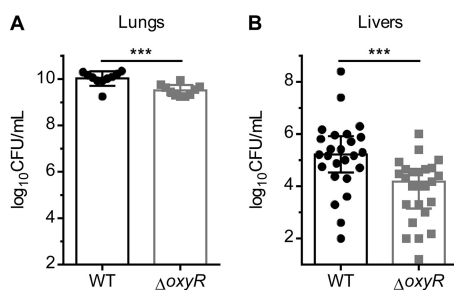 A Lungs
***
log10CFU/mL
10
8
6
4
2
WT ΔoxyR
B Livers
***
log10CFU/mL
8
6
4
2
WT ΔoxyR